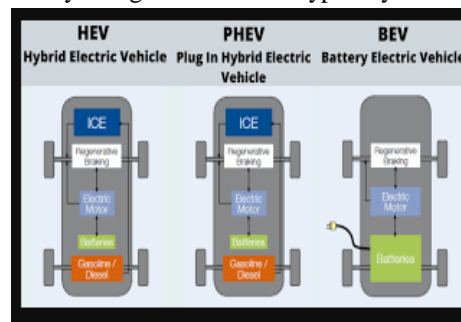 HEV
Hybrid Electric Vehicle
ICE
Regenerative
Braking
Electric
Motor
Batteries
Gasoline /
Diesel
PHEV
Plug In Hybrid Electric
Vehicle
ICE
Regenerative
Braking
Electric
Motor
Batteries
Gasoline /
Diesel
BEV
Battery Electric Vehicle
Regenerative
Braking
Electric
Motor
Batteries